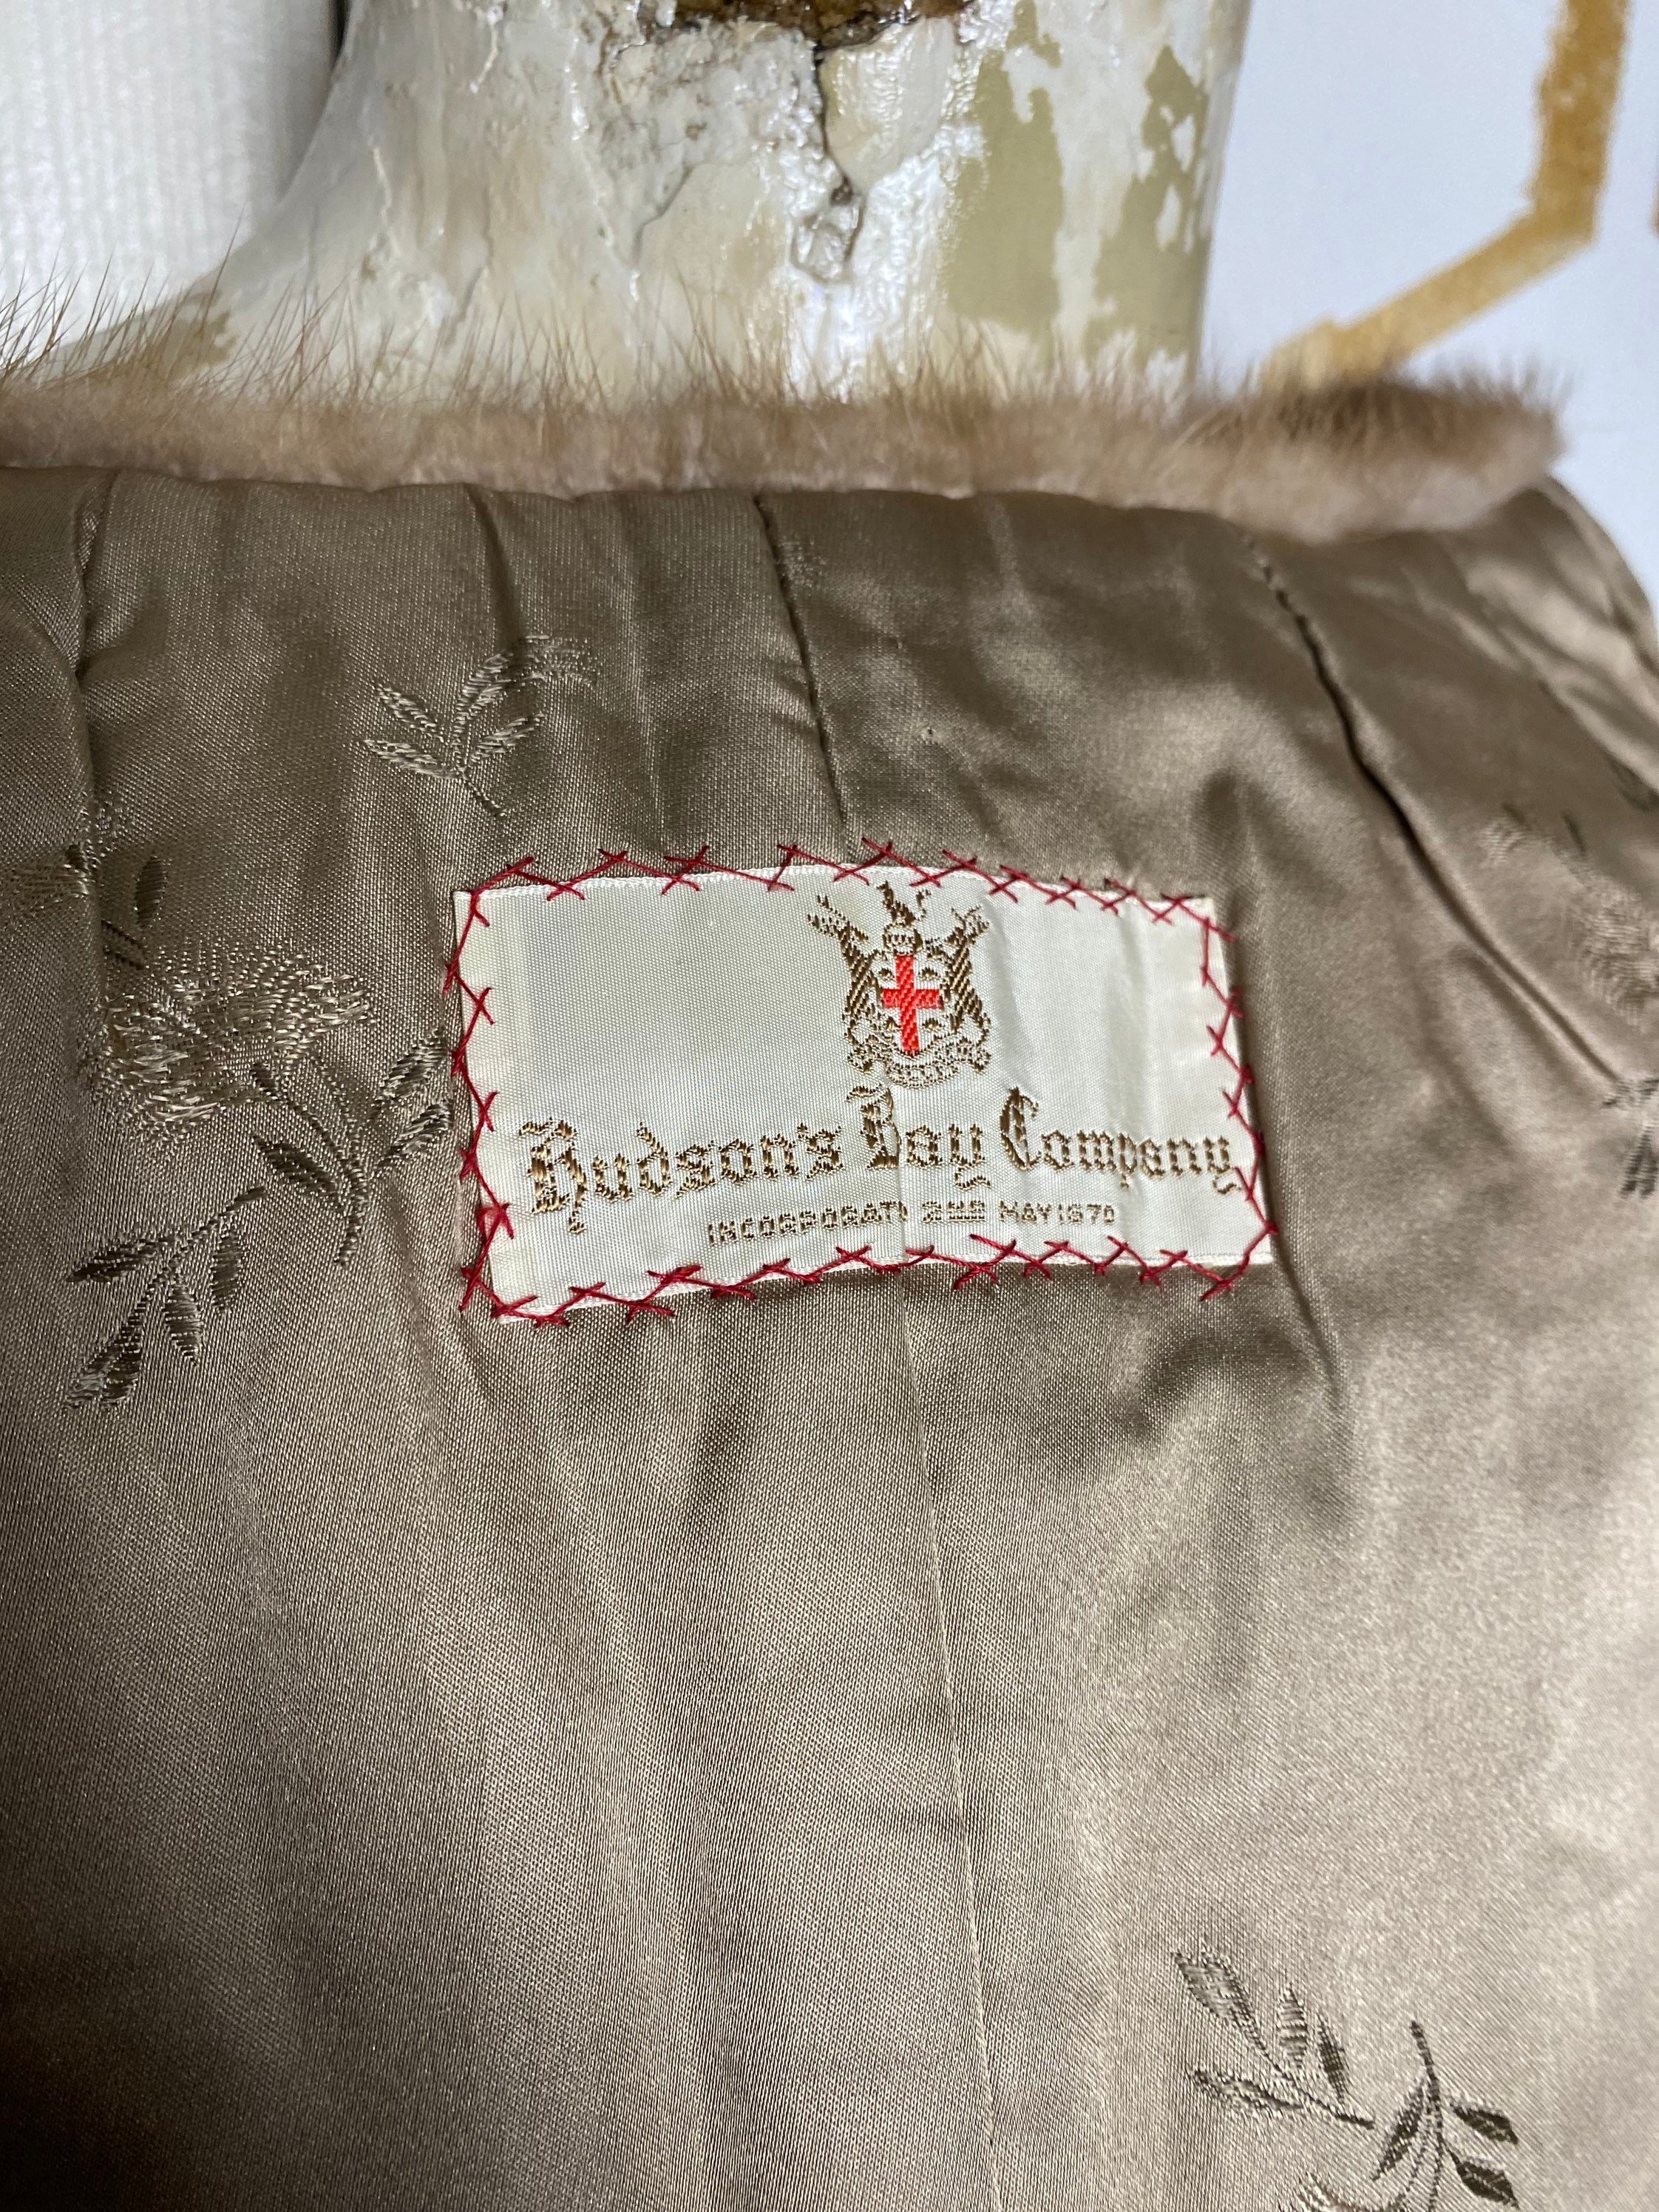 Hudson's Bay Company
INCORPORATED 2ND MAY 1670